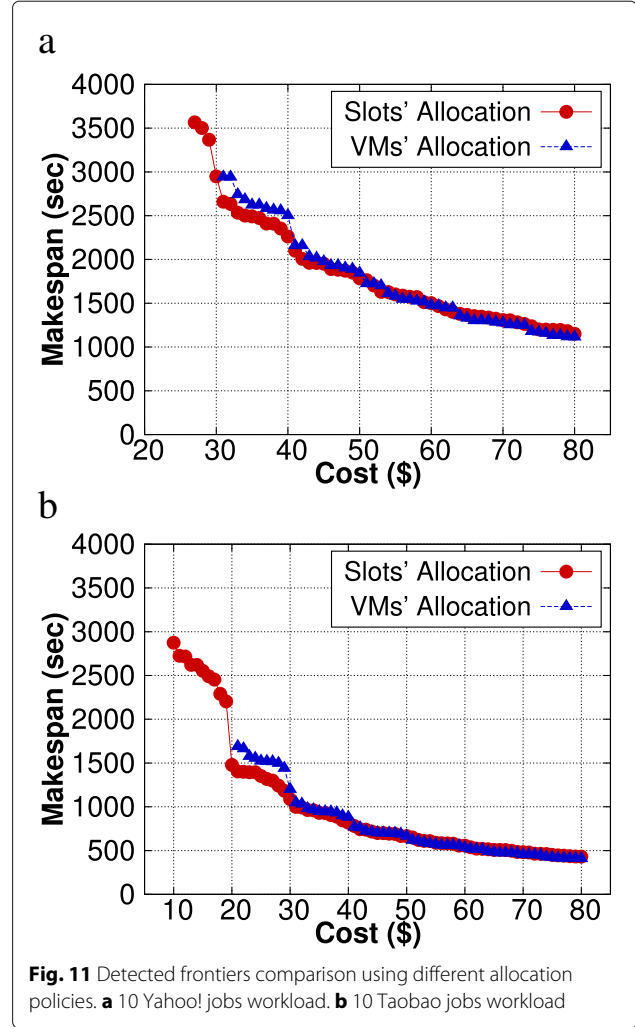 a
4000
3500
3000
2500
2000
1500
1000
500
0
Makespan (sec)
Slots' Allocation
VMs' Allocation
20 30 40 50 60 70 80
Cost ($)
b
4000
3500
3000
2500
2000
1500
1000
500
0
Makespan (sec)
Slots' Allocation
VMs' Allocation
10 20 30 40 50 60 70 80
Cost ($)
Fig. 11 Detected frontiers comparison using different allocation
policies. a 10 Yahoo! jobs workload. b 10 Taobao jobs workload